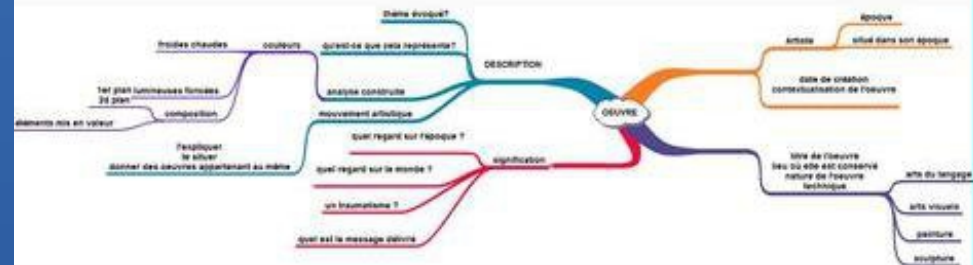 thème évoqué?
qu'est-ce que cela représente?
DESCRIPTION
froides chaudes
couleurs
analyse construite
1er plan lumineuses foncées
2d plan
composition
éléments mis en valeur
mouvement artistique
l'expliquer
le situer
donner des oeuvres appartenant au même
OEUVRE
quel regard sur l'époque ?
signification
quel regard sur le monde ?
un traumatisme ?
quel est le message délivré
époque
Artiste
situé dans son époque
date de création
contextualisation de l'oeuvre
titre de l'oeuvre
lieu où elle est conservé
nature de l'oeuvre
technique
arts du langage
arts visuels
peinture
sculpture